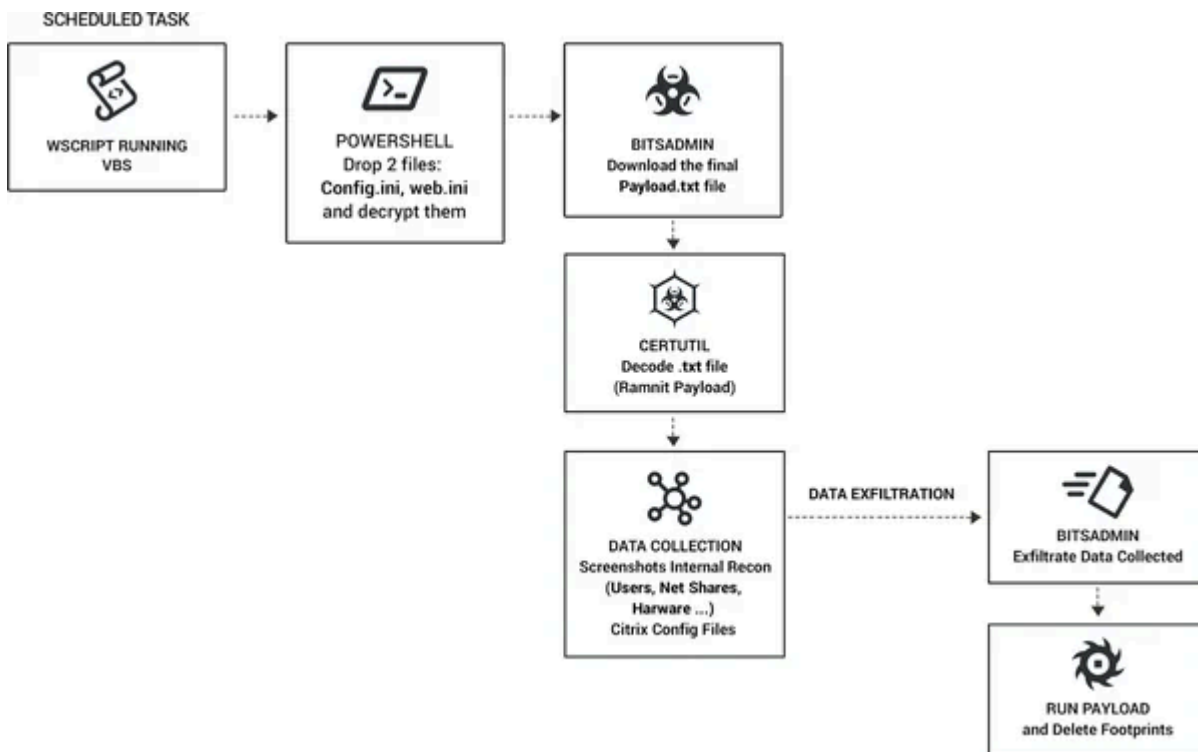 SCHEDULED TASK
WSCRIPT RUNNING
VBS
POWERSHELL
Drop 2 files:
Config.ini, web.ini
and decrypt them
BITSADMIN
Download the final
Payload.txt file
CERTUTIL
Decode .txt file
(Ramnit Payload)
DATA COLLECTION
Screenshots Internal Recon
(Users, Net Shares,
Harware ...)
Citrix Config Files
DATA EXFILTRATION
BITSADMIN
Exfiltrate Data Collected
RUN PAYLOAD
and Delete Footprints